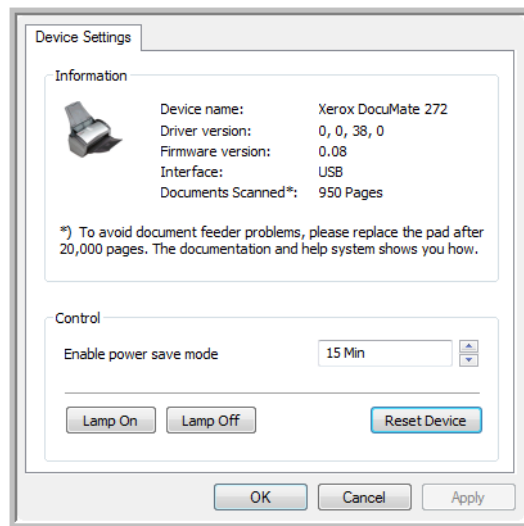 Device Settings
Information
Device name: Xerox DocuMate 272
Driver version: 0, 0, 38, 0
Firmware version: 0.08
Interface: USB
Documents Scanned*: 950 Pages
*) To avoid document feeder problems, please replace the pad after
20,000 pages. The documentation and help system shows you how.
Control
Enable power save mode 15 Min
Lamp On Lamp Off Reset Device
OK Cancel Apply